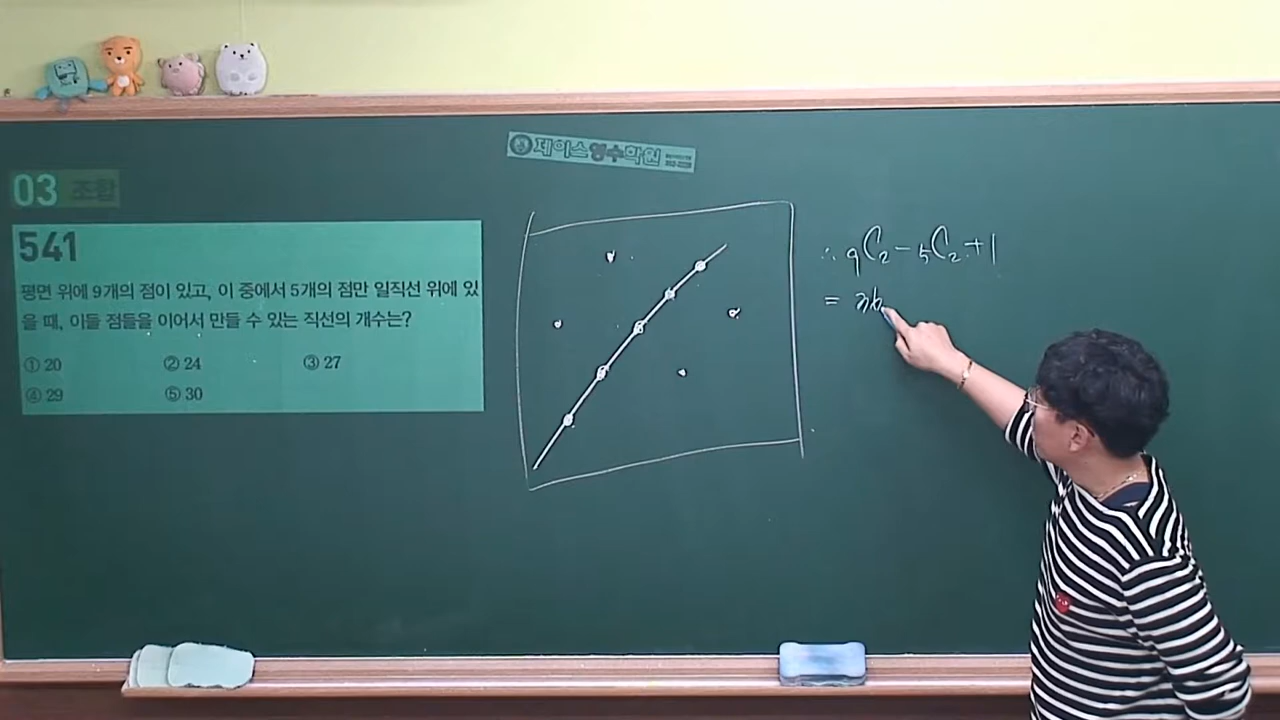 제이스영수학원
03 조합
541
평면 위에 9개의 점이 있고, 이 중에서 5개의 점만 일직선 위에 있
을 때, 이들 점들을 이어서 만들 수 있는 직선의 개수는?
① 20 ② 24 ③ 27
④ 29 ⑤ 30
∴ ₉C₂ - ₅C₂ + 1
= 36